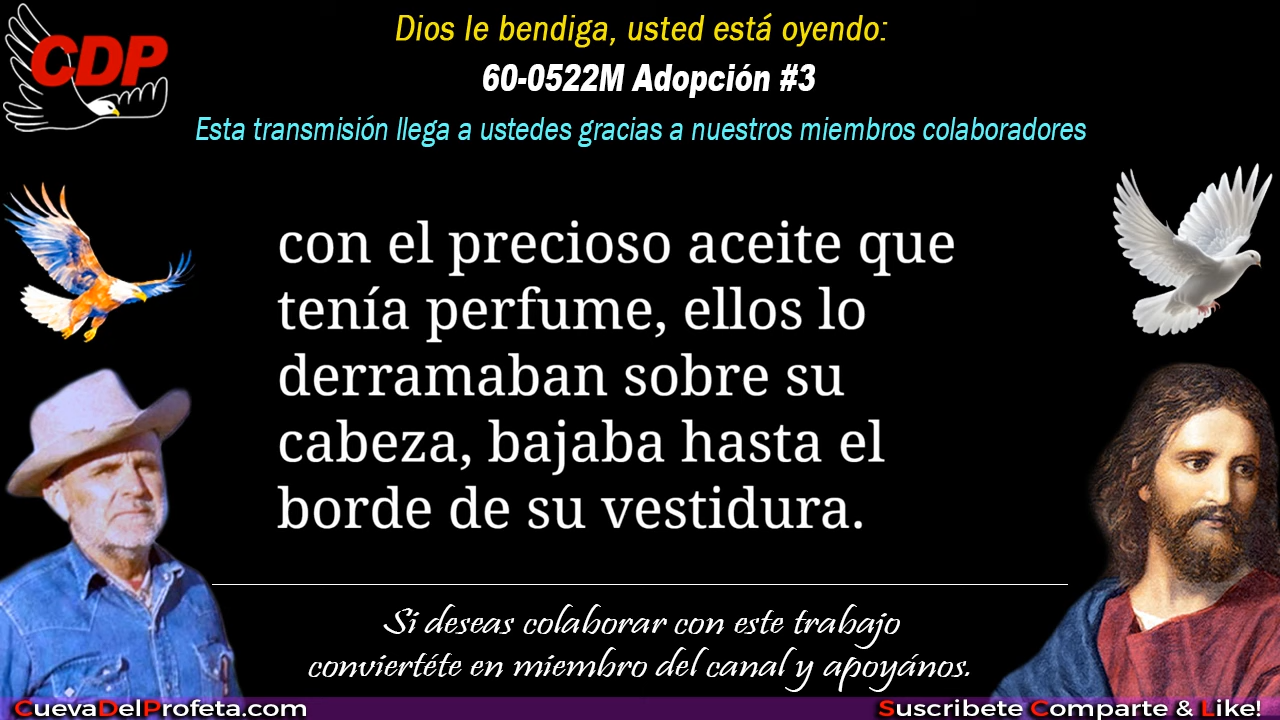 CDP
Dios le bendiga, usted está oyendo:
60-0522M Adopción #3
Esta transmisión llega a ustedes gracias a nuestros miembros colaboradores
con el precioso aceite que
tenía perfume, ellos lo
derramaban sobre su
cabeza, bajaba hasta el
borde de su vestidura.
Si deseas colaborar con este trabajo
conviertéte en miembro del canal y apoyános.
CuevaDelProfeta.com
Suscribete Comparte & Like!